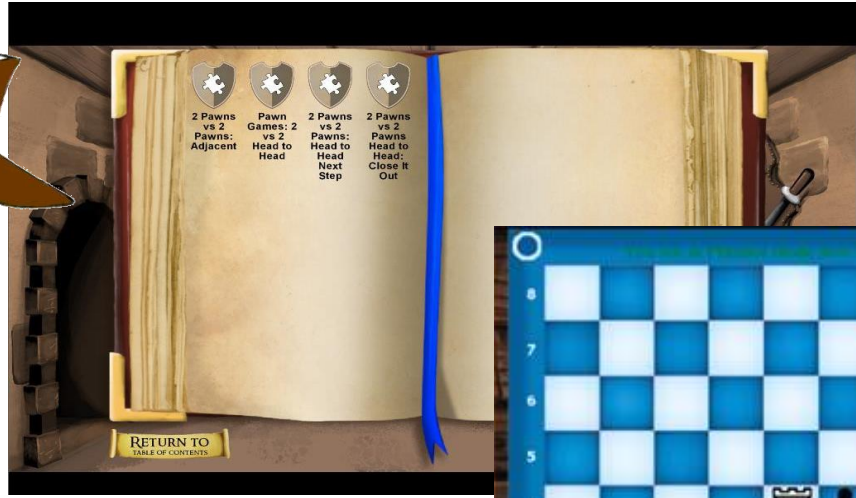 2 Pawns
vs 2
Pawns:
Adjacent
Pawn
Games: 2
vs 2
Head to
Head
2 Pawns
vs 2
Pawns:
Head to
Head
Next
Step
2 Pawns
vs 2
Pawns
Head to
Head:
Close It
Out
RETURN TO
TABLE OF CONTENTS
8
7
6
5